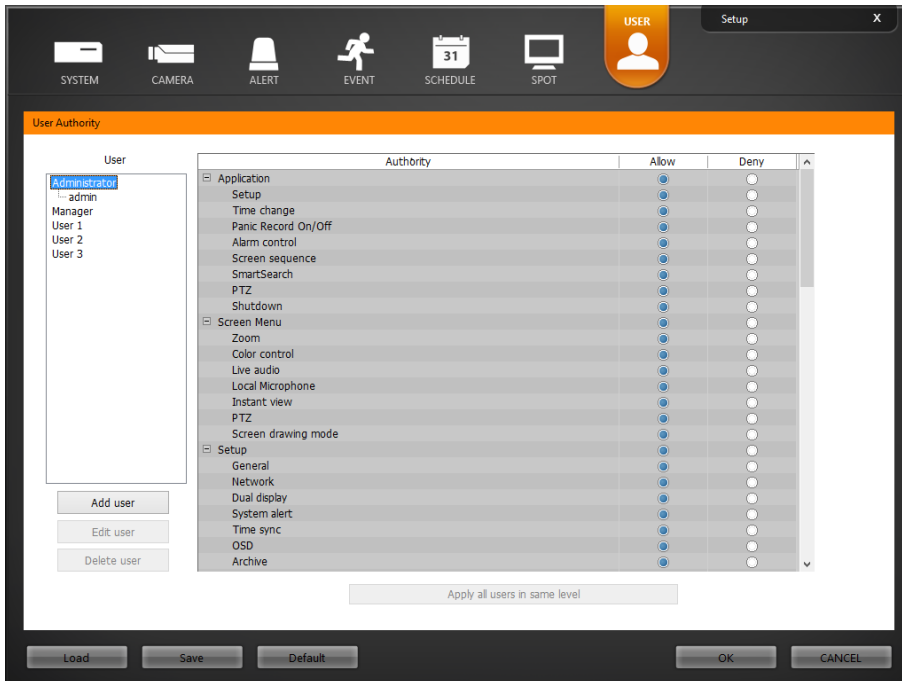 USER
Setup X
31
SYSTEM CAMERA ALERT EVENT SCHEDULE SPOT
User Authority
User
Administrator
admin
Manager
User 1
User 2
User 3
Authority Allow Deny
Application
Setup
Time change
Panic Record On/Off
Alarm control
Screen sequence
SmartSearch
PTZ
Shutdown
Screen Menu
Zoom
Color control
Live audio
Local Microphone
Instant view
PTZ
Screen drawing mode
Setup
General
Network
Dual display
System alert
Time sync
OSD
Archive
Add user
Edit user
Delete user
Apply all users in same level
Load Save Default OK CANCEL